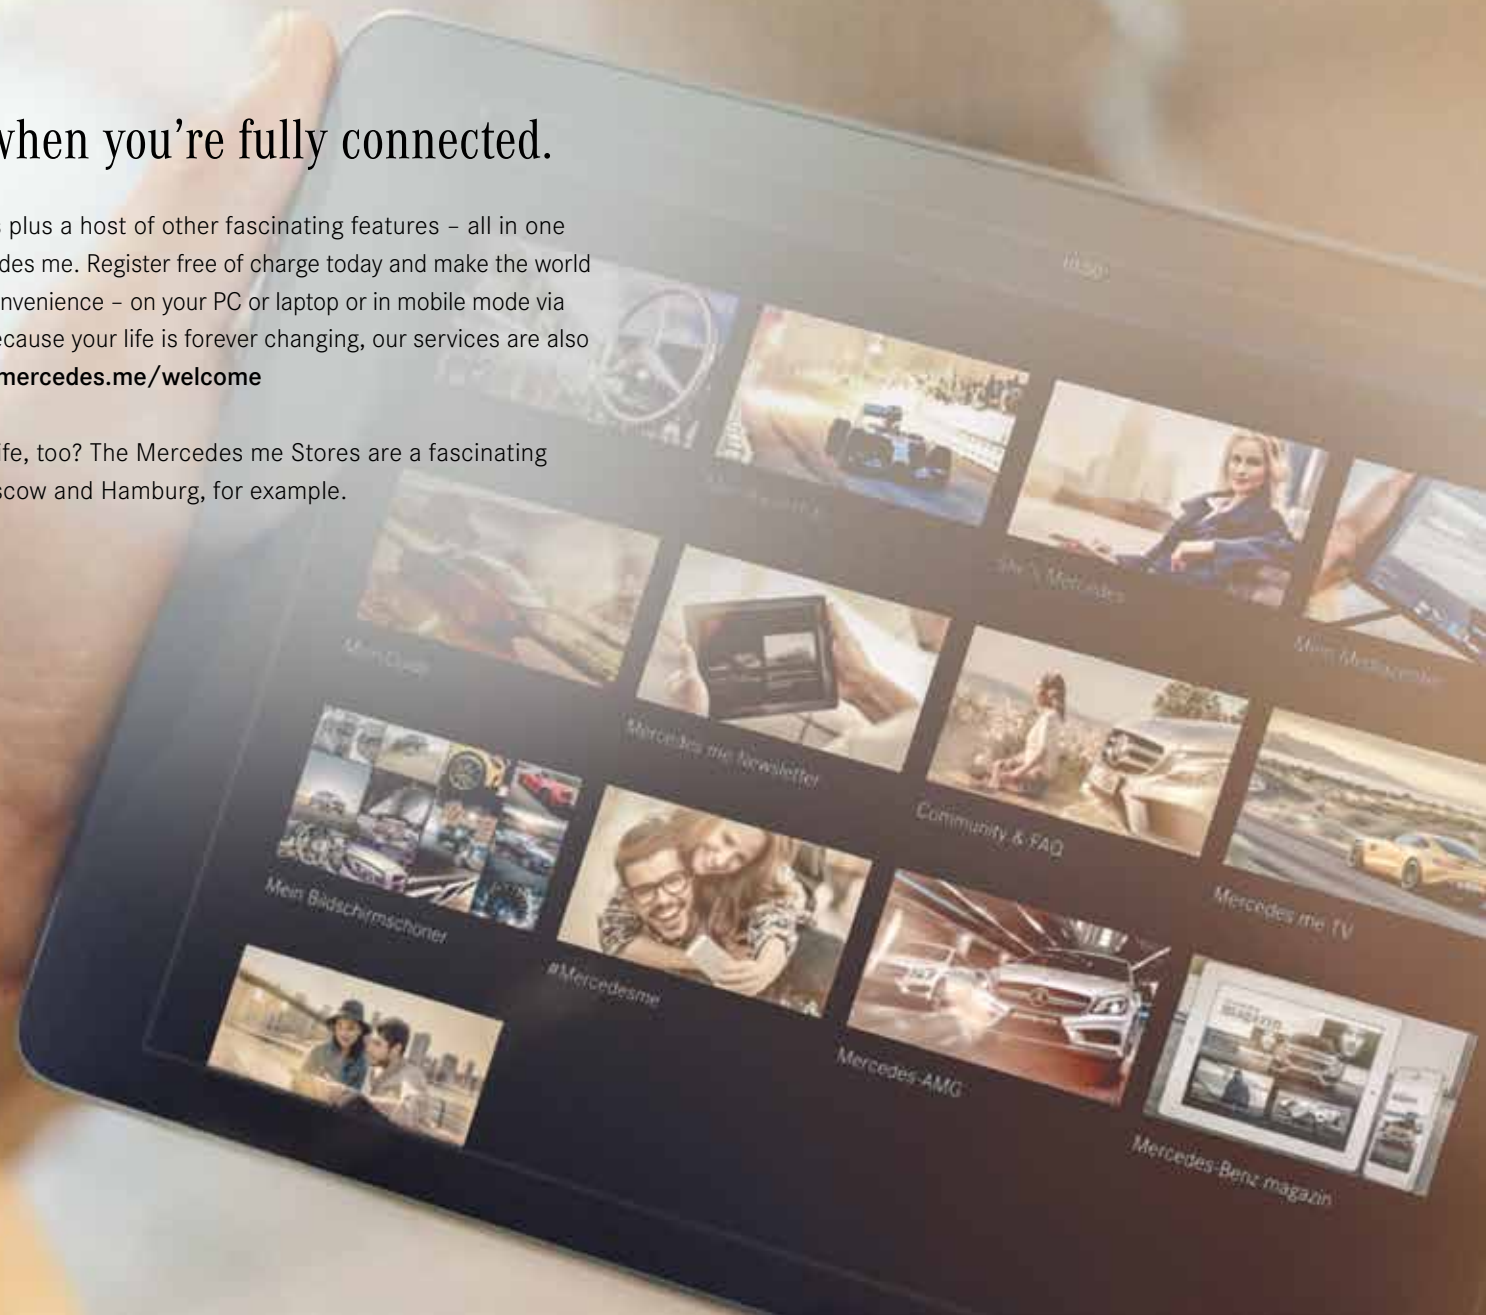 when you're fully connected.
s plus a host of other fascinating features – all in one
des me. Register free of charge today and make the world
nvenience – on your PC or laptop or in mobile mode via
ecause your life is forever changing, our services are also
mercedes.me/welcome
ife, too? The Mercedes me Stores are a fascinating
scow and Hamburg, for example.
She's Mercedes
Mein Mediacenter
Mercedes me Newsletter
Community & FAQ
Mercedes me TV
Mein Bildschirmschoner
#Mercedesme
Mercedes-AMG
Mercedes-Benz magazin